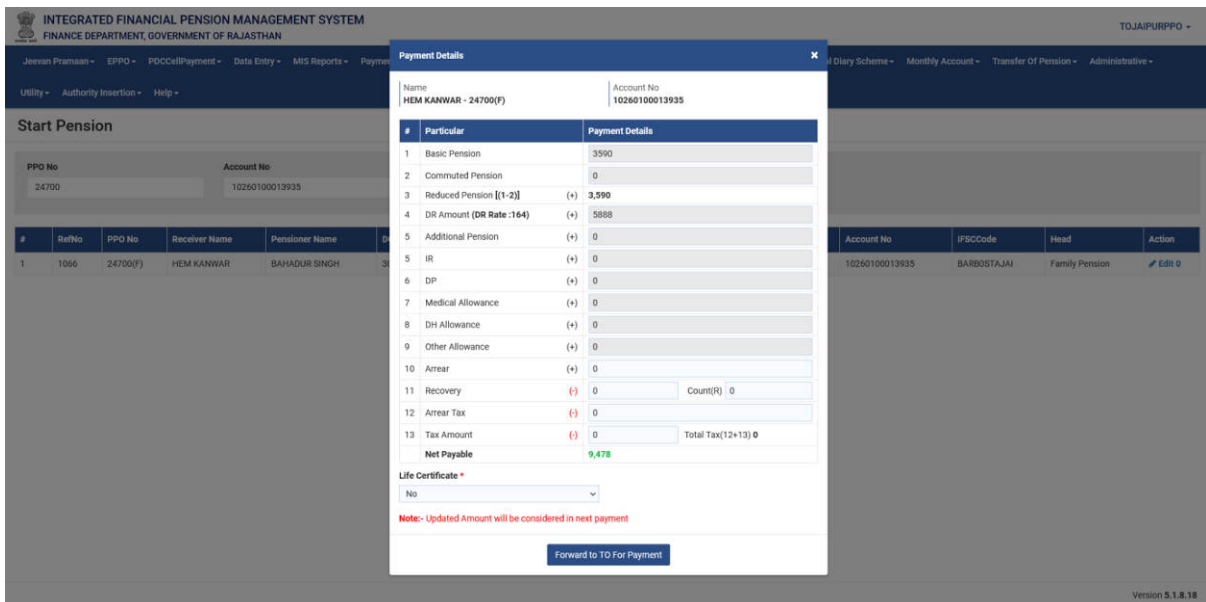 INTEGRATED FINANCIAL PENSION MANAGEMENT SYSTEM
FINANCE DEPARTMENT, GOVERNMENT OF RAJASTHAN
TOJAIPURPPO
Jeevan Pramaan EPPO PDCCellPayment Data Entry MIS Reports Diary Scheme Monthly Account Transfer Of Pension Administrative
Utility Authority Insertion Help
Start Pension
PPO No Account No
24700 10260100013935
# RefNo PPO No Receiver Name Pensioner Name Account No IFSCCode Head Action
1 1066 24700(F) HEM KANWAR BAHADUR SINGH 10260100013935 BARB0STAJAI Family Pension Edit 0
Payment Details ×
Name Account No
HEM KANWAR - 24700(F) 10260100013935
# Particular Payment Details
1 Basic Pension 3590
2 Commuted Pension 0
3 Reduced Pension [(1-2)] (+) 3,590
4 DR Amount (DR Rate :164) (+) 5888
5 Additional Pension (+) 0
5 IR (+) 0
6 DP (+) 0
7 Medical Allowance (+) 0
8 DH Allowance (+) 0
9 Other Allowance (+) 0
10 Arrear (+) 0
11 Recovery (-) 0 Count(R) 0
12 Arrear Tax (-) 0
13 Tax Amount (-) 0 Total Tax(12+13) 0
Net Payable 9,478
Life Certificate *
No
Note:- Updated Amount will be considered in next payment
Forward to TO For Payment
Version 5.1.8.18